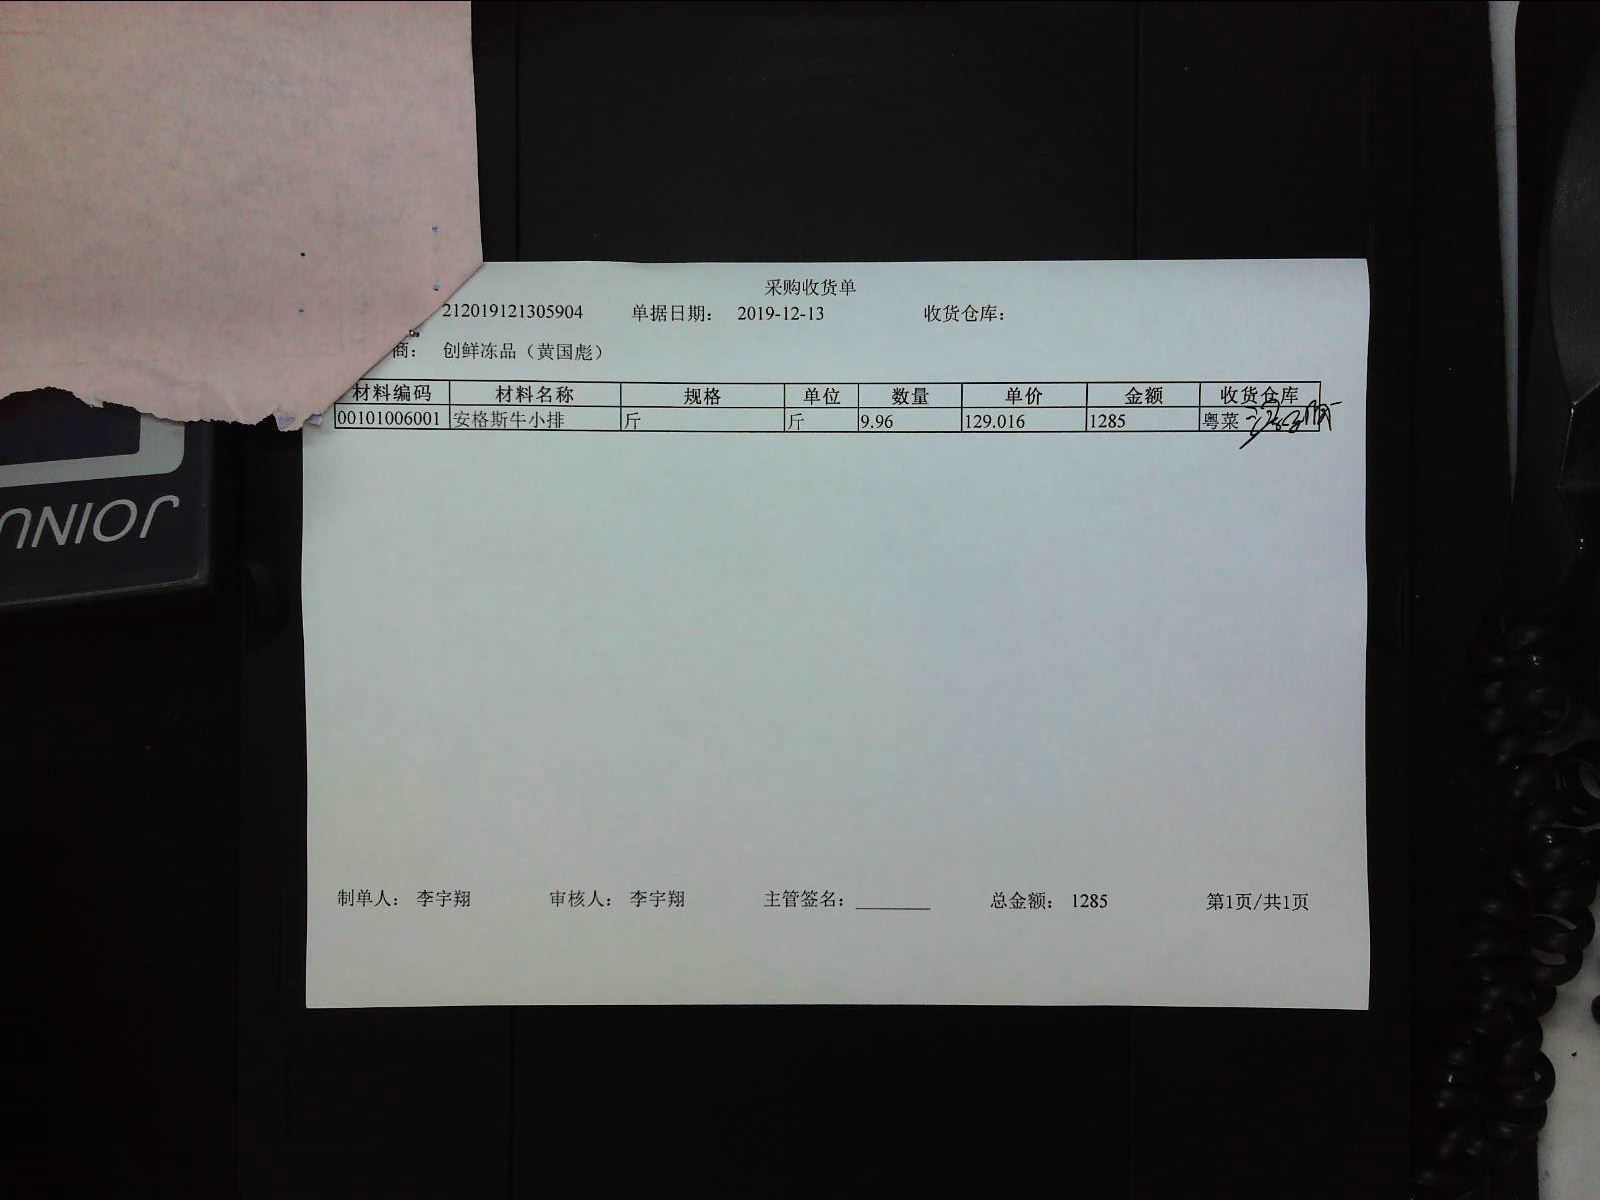 采购收货单
212019121305904 单据日期： 2019-12-13 收货仓库：
商： 创鲜冻品（黄国彪）
材料编码 材料名称 规格 单位 数量 单价 金额 收货仓库
00101006001 安格斯牛小排 斤 斤 9.96 129.016 1285 粤菜
JOINU
制单人： 李宇翔 审核人： 李宇翔 主管签名： 总金额： 1285 第1页/共1页